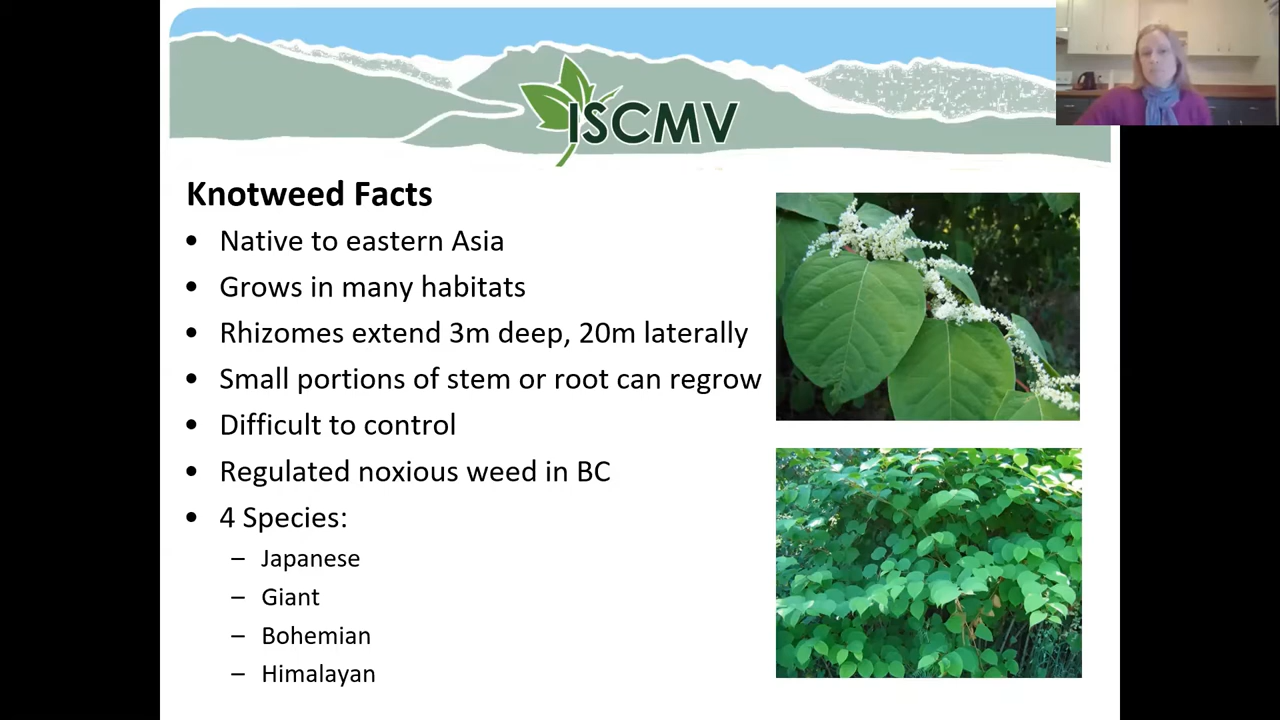 ISCMV
Knotweed Facts
• Native to eastern Asia
• Grows in many habitats
• Rhizomes extend 3m deep, 20m laterally
• Small portions of stem or root can regrow
• Difficult to control
• Regulated noxious weed in BC
• 4 Species:
– Japanese
– Giant
– Bohemian
– Himalayan